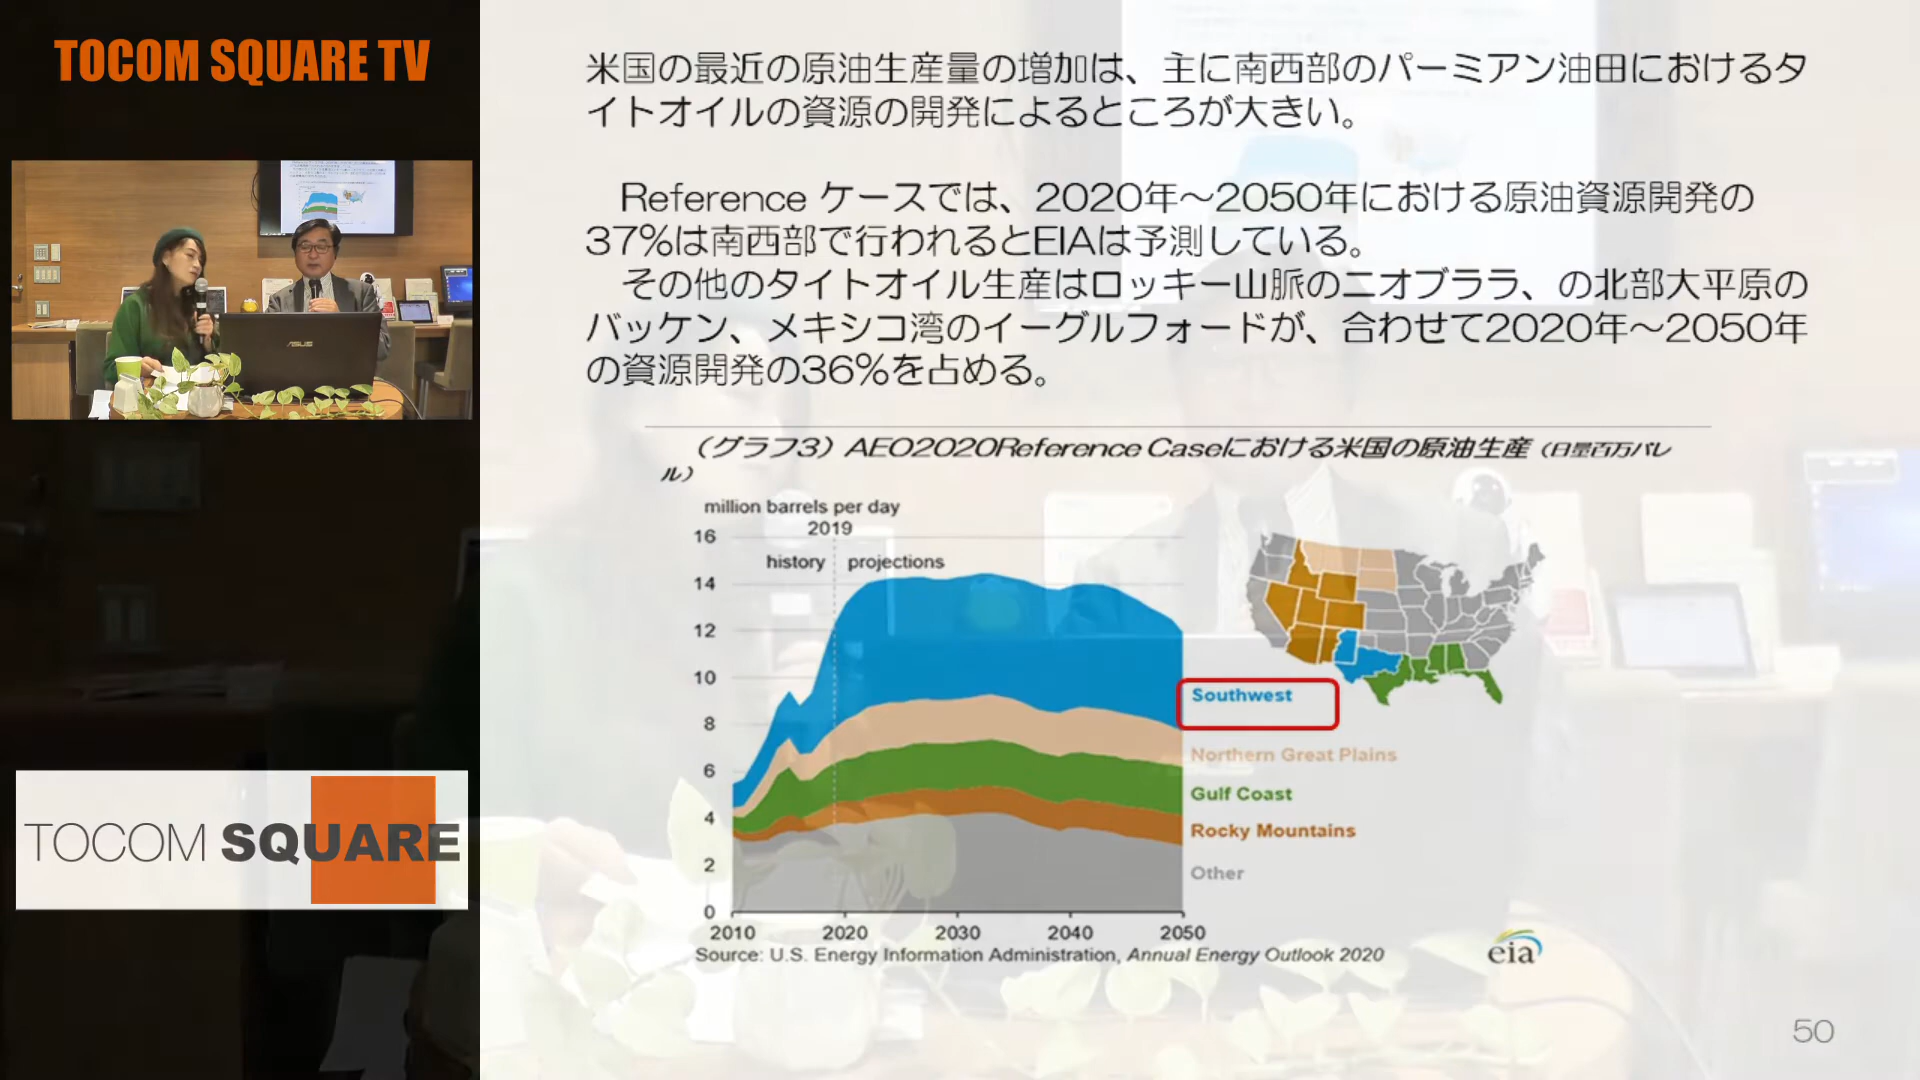 TOCOM SQUARE TV
ASUS
TOCOM SQUARE
米国の最近の原油生産量の増加は、主に南西部のパーミアン油田におけるタ
イトオイルの資源の開発によるところが大きい。
Reference ケースでは、2020年～2050年における原油資源開発の
37%は南西部で行われるとEIAは予測している。
その他のタイトオイル生産はロッキー山脈のニオブララ、の北部大平原の
バッケン、メキシコ湾のイーグルフォードが、合わせて2020年～2050年
の資源開発の36%を占める。
（グラフ3）AEO2020Reference Caseにおける米国の原油生産（日量百万バレ
ル）
million barrels per day
2019
history projections
16
14
12
10
8
6
4
2
0
2010 2020 2030 2040 2050
Southwest
Northern Great Plains
Gulf Coast
Rocky Mountains
Other
Source: U.S. Energy Information Administration, Annual Energy Outlook 2020
eia
50